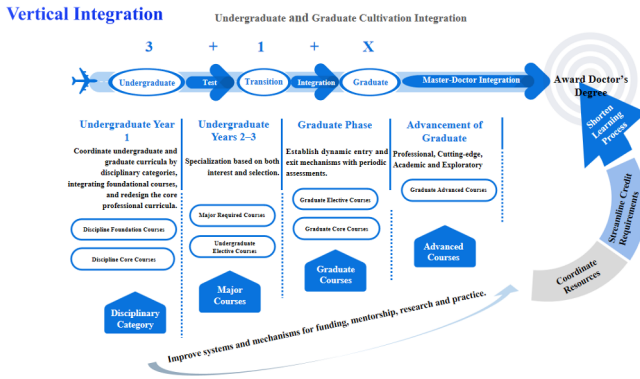 Vertical Integration
Undergraduate and Graduate Cultivation Integration
3 + 1 + X
Undergraduate
Test
Transition
Integration
Graduate
Master-Doctor Integration
Award Doctor's
Degree
Undergraduate Year
1
Coordinate undergraduate and
graduate curricula by
disciplinary categories,
integrating foundational courses,
and redesign the core
professional curricula.
Discipline Foundation Courses
Discipline Core Courses
Disciplinary
Category
Undergraduate
Years 2–3
Specialization based on both
interest and selection.
Major Required Courses
Undergraduate
Elective Courses
Major
Courses
Graduate Phase
Establish dynamic entry and
exit mechanisms with periodic
assessments.
Graduate Elective Courses
Graduate Core Courses
Graduate
Courses
Advancement of
Graduate
Professional, Cutting-edge,
Academic and Exploratory
Graduate Advanced Courses
Advanced
Courses
Shorten
Learning
Process
Streamline Credit
Requirements
Coordinate
Resources
Improve systems and mechanisms for funding, mentorship, research and practice.